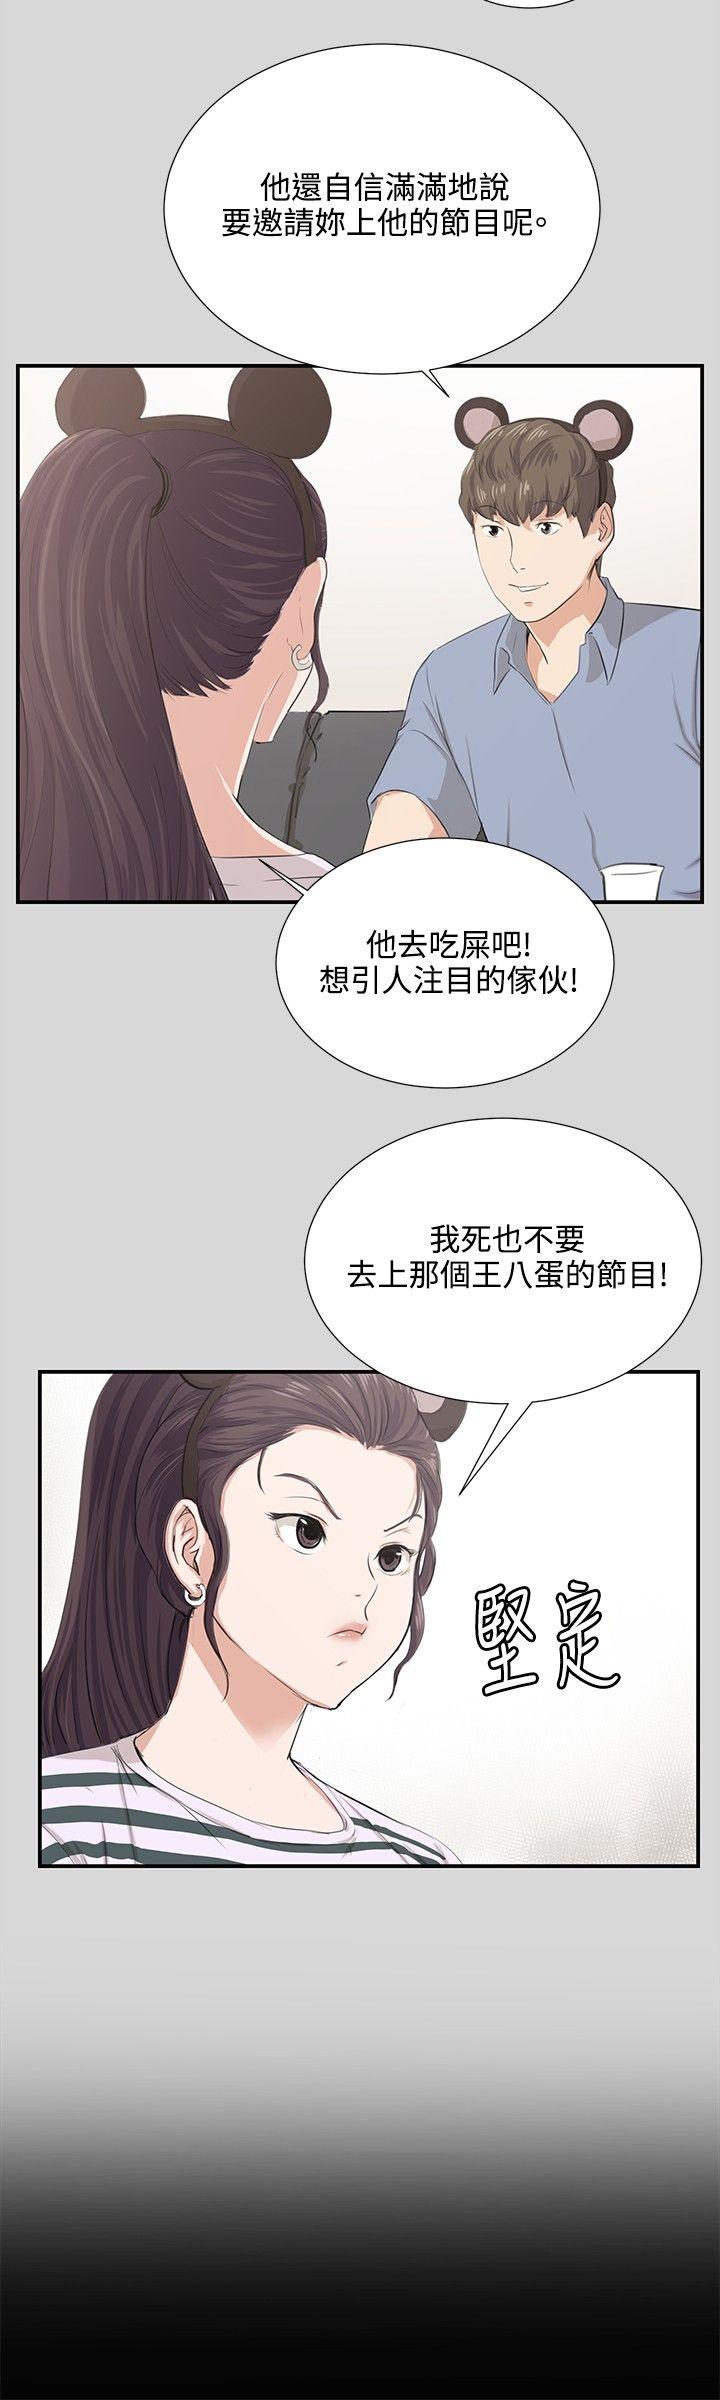 他還自信滿滿地說
要邀請妳上他的節目呢。
他去吃屎吧!
想引人注目的傢伙!
我死也不要
去上那個王八蛋的節目!
堅定